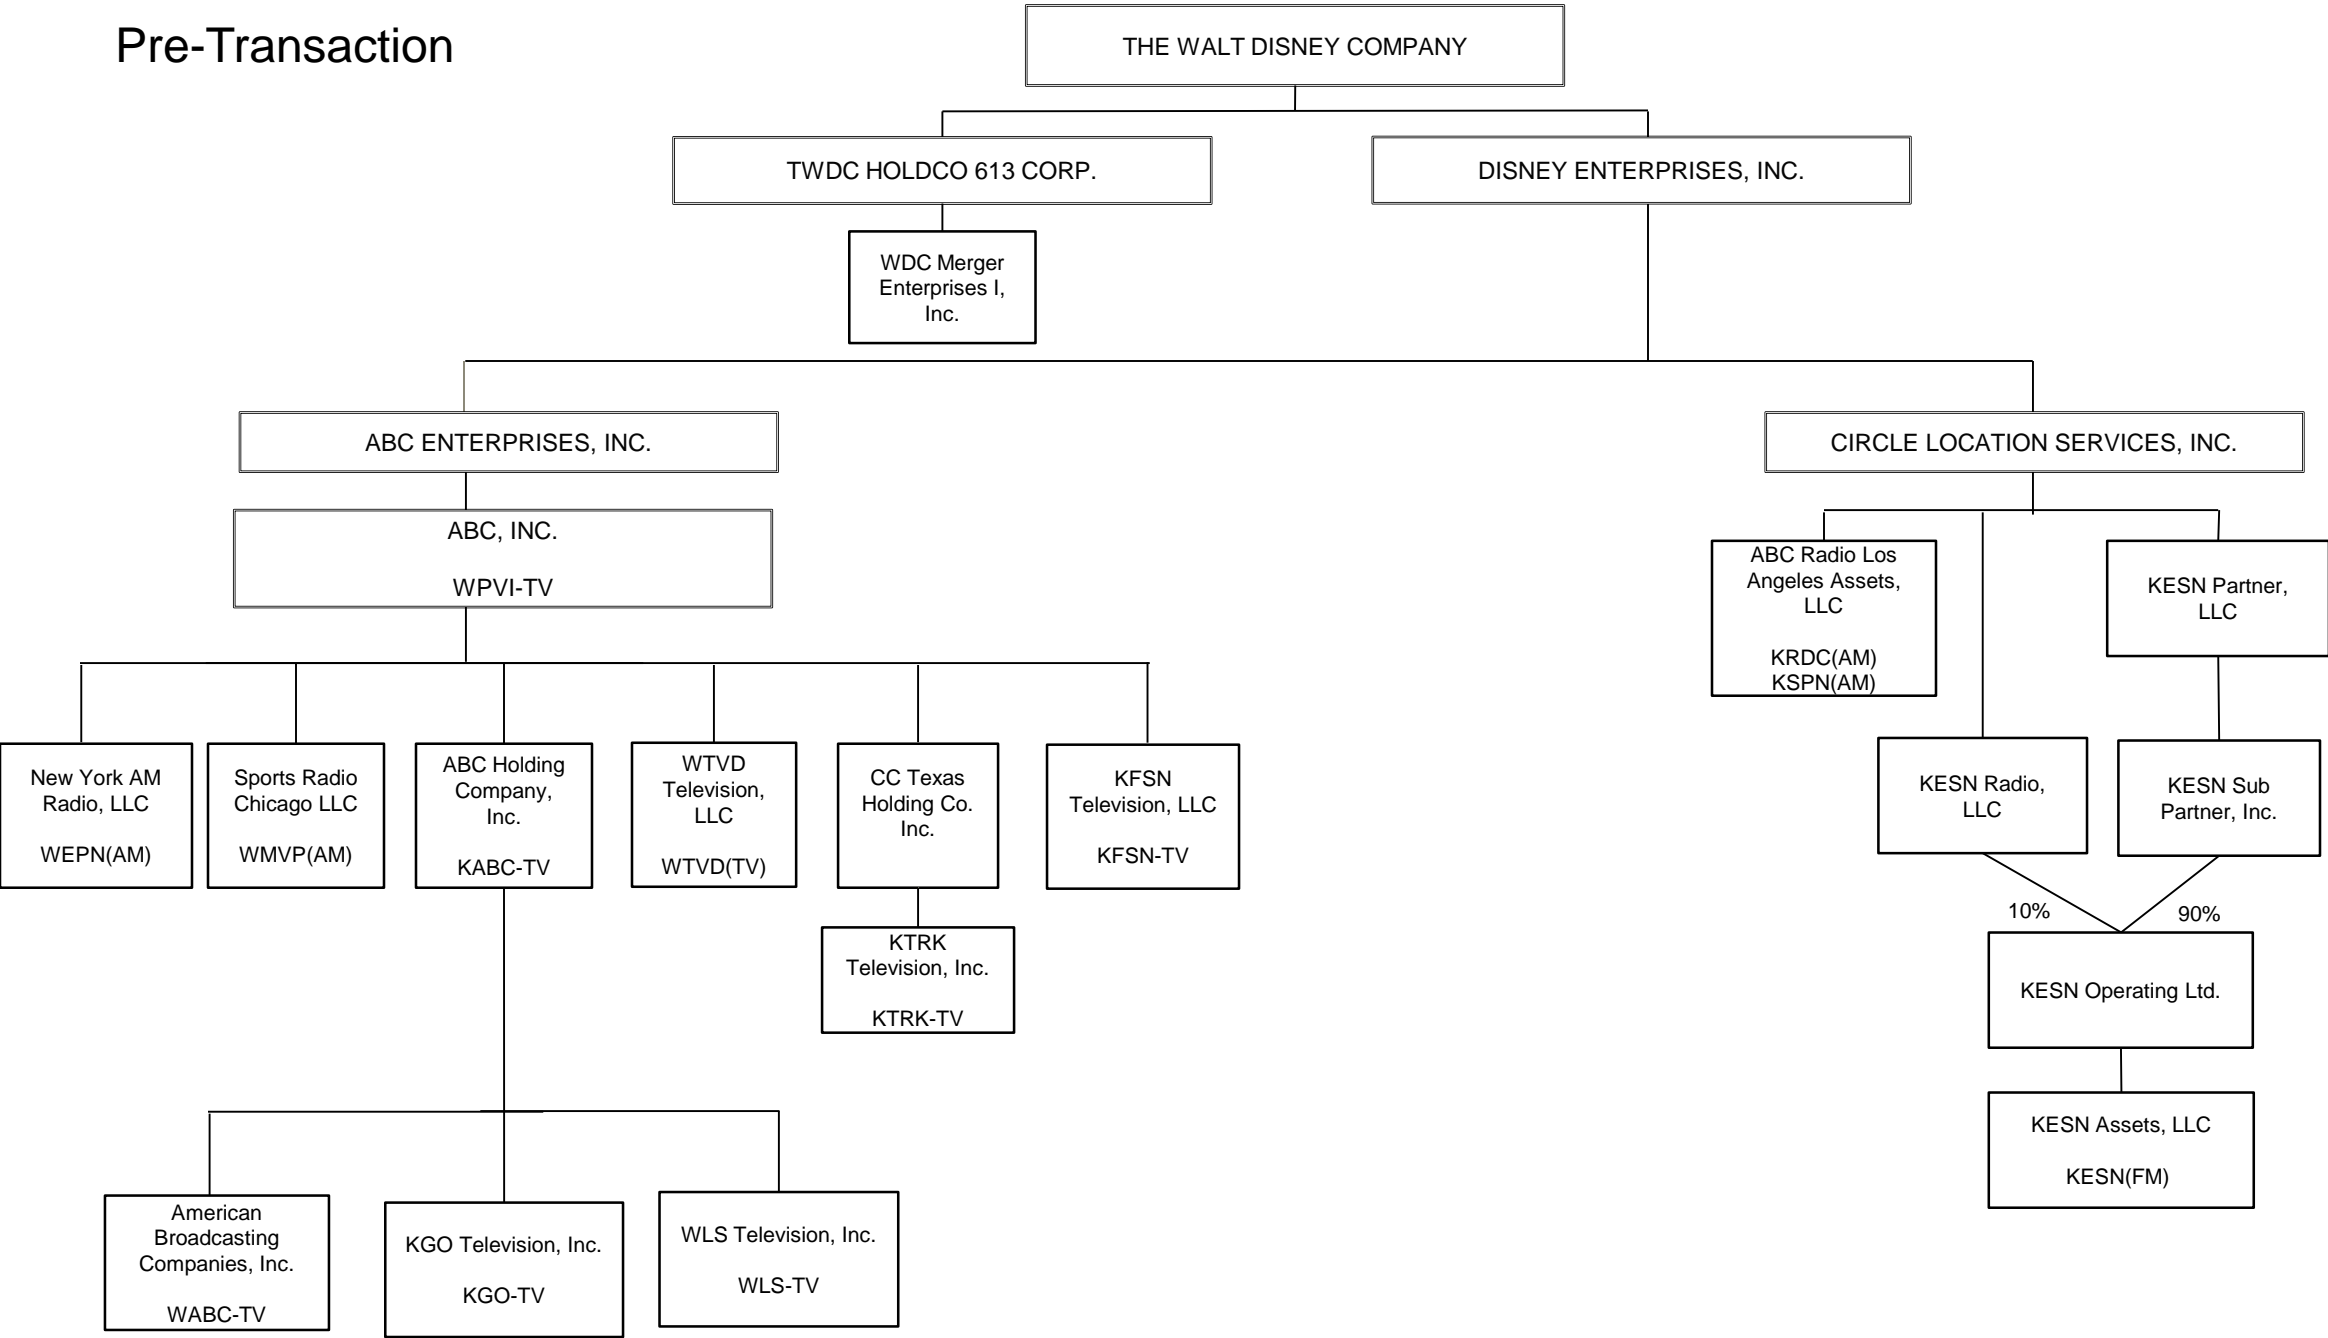 Pre-Transaction
THE WALT DISNEY COMPANY
TWDC HOLDCO 613 CORP.
DISNEY ENTERPRISES, INC.
WDC Merger
Enterprises I,
Inc.
ABC ENTERPRISES, INC.
CIRCLE LOCATION SERVICES, INC.
ABC, INC.
WPVI-TV
ABC Radio Los
Angeles Assets,
LLC
KRDC(AM)
KSPN(AM)
KESN Partner,
LLC
New York AM
Radio, LLC
WEPN(AM)
Sports Radio
Chicago LLC
WMVP(AM)
ABC Holding
Company,
Inc.
KABC-TV
WTVD
Television,
LLC
WTVD(TV)
CC Texas
Holding Co.
Inc.
KFSN
Television, LLC
KFSN-TV
KESN Radio,
LLC
KESN Sub
Partner, Inc.
10%
90%
KTRK
Television, Inc.
KTRK-TV
KESN Operating Ltd.
KESN Assets, LLC
KESN(FM)
American
Broadcasting
Companies, Inc.
WABC-TV
KGO Television, Inc.
KGO-TV
WLS Television, Inc.
WLS-TV